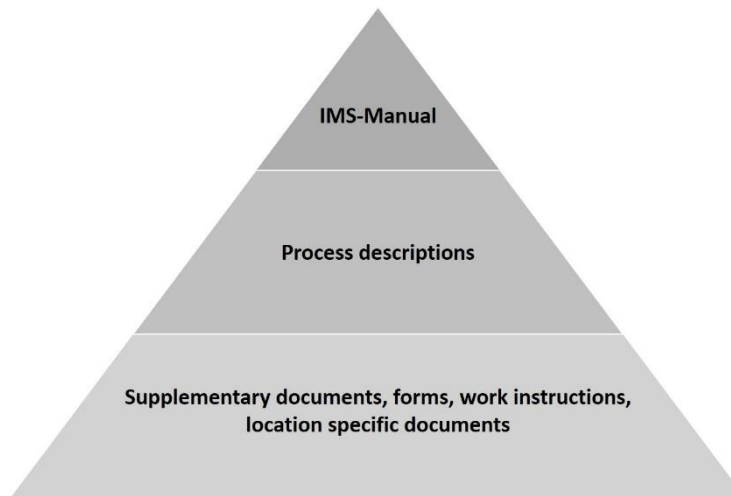 IMS-Manual
Process descriptions
Supplementary documents, forms, work instructions,
location specific documents